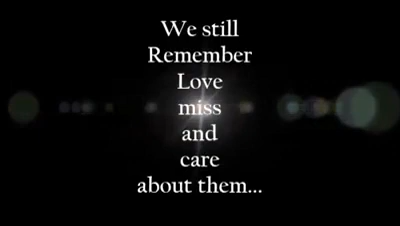 We still
Remember
Love
miss
and
care
about them...